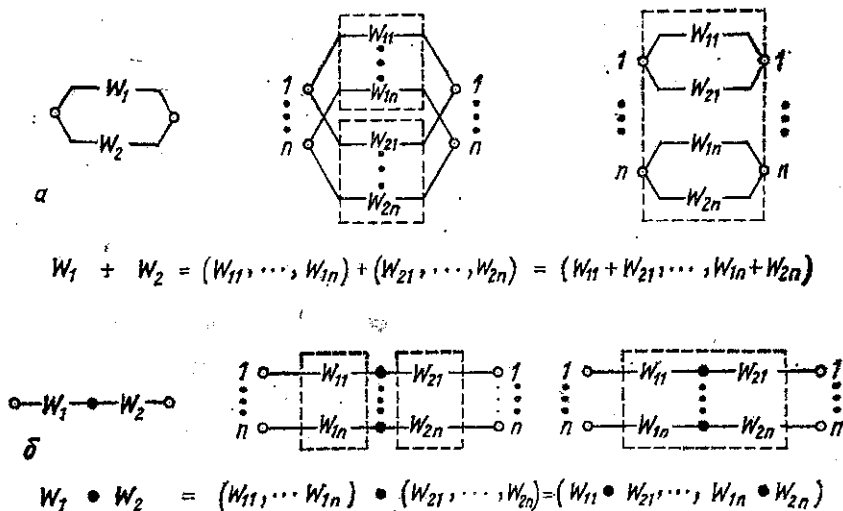 W₁₁
W₁ 1 W₁ₙ 1 1 W₁₁ 1
W₂₁
W₂ n W₂₁ n W₁ₙ
а W₂ₙ n W₂ₙ n
W₁ + W₂ = (W₁₁, ···, W₁ₙ) + (W₂₁, ···, W₂ₙ) = (W₁₁ + W₂₁, ···, W₁ₙ + W₂ₙ)
1 W₁₁ W₂₁ 1 1 W₁₁ W₂₁ 1
W₁ W₂
n W₁ₙ W₂ₙ n n W₁ₙ W₂ₙ n
б
W₁ • W₂ = (W₁₁, ··· W₁ₙ) • (W₂₁, ···, W₂ₙ) = (W₁₁ • W₂₁, ···, W₁ₙ • W₂ₙ)